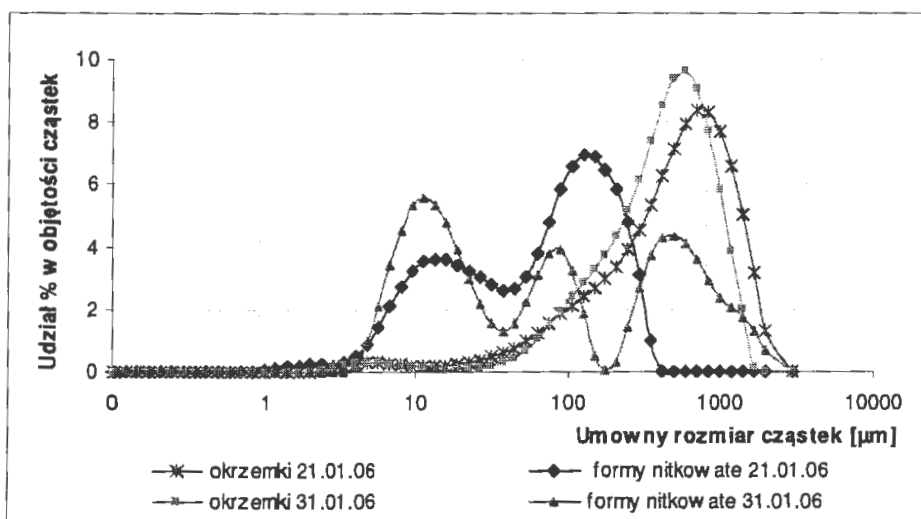 Udział % w objętości cząstek
10
8
6
4
2
0
0 1 10 100 1000 10000
Umowny rozmiar cząstek [µm]
okrzemki 21.01.06 formy nitkowate 21.01.06
okrzemki 31.01.06 formy nitkowate 31.01.06